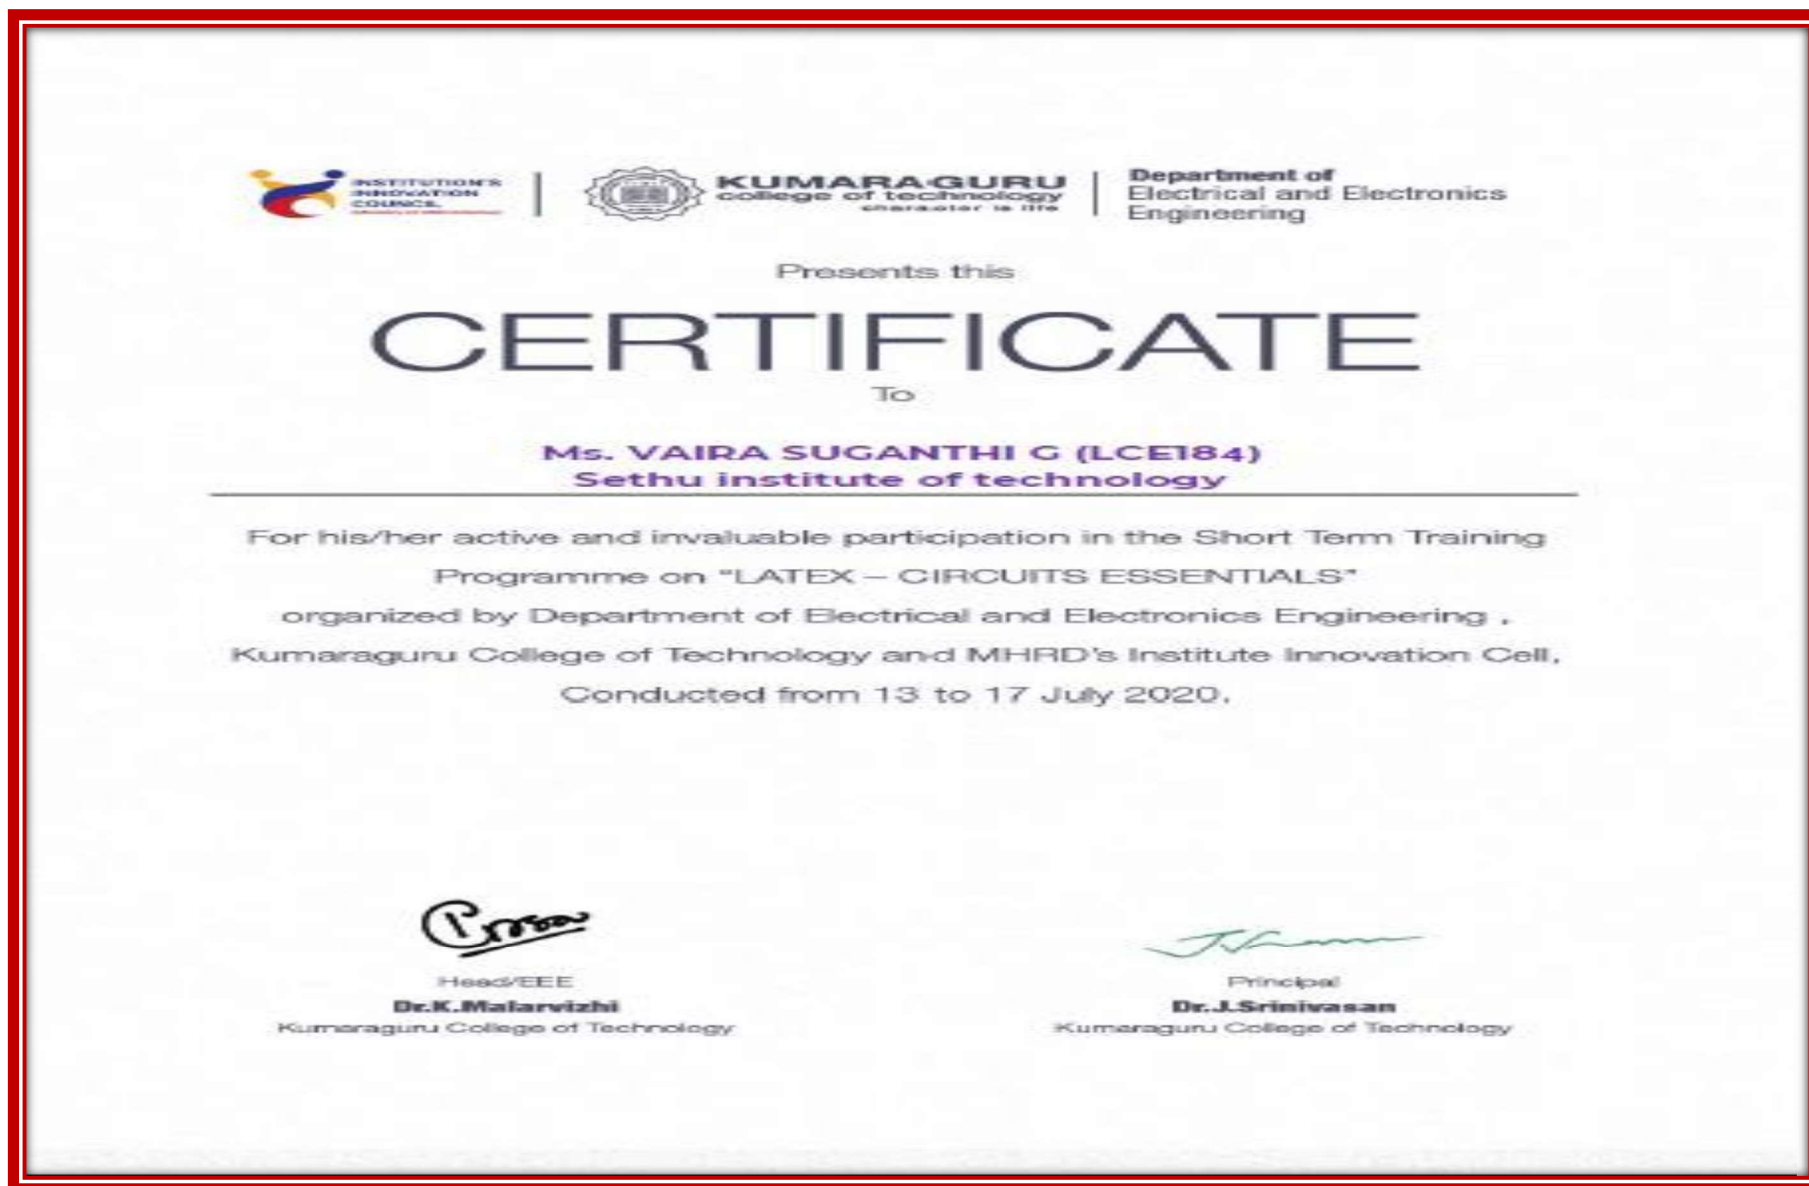 INSTITUTION'S
INNOVATION
COUNCIL
KUMARAGURU
college of technology
character is life
Department of
Electrical and Electronics
Engineering
Presents this
CERTIFICATE
To
Ms. VAIRA SUGANTHI G (LCE184)
Sethu institute of technology
For his/her active and invaluable participation in the Short Term Training
Programme on "LATEX – CIRCUITS ESSENTIALS"
organized by Department of Electrical and Electronics Engineering ,
Kumaraguru College of Technology and MHRD's Institute Innovation Cell,
Conducted from 13 to 17 July 2020.
Head/EEE
Dr.K.Malarvizhi
Kumaraguru College of Technology
Principal
Dr.J.Srinivasan
Kumaraguru College of Technology